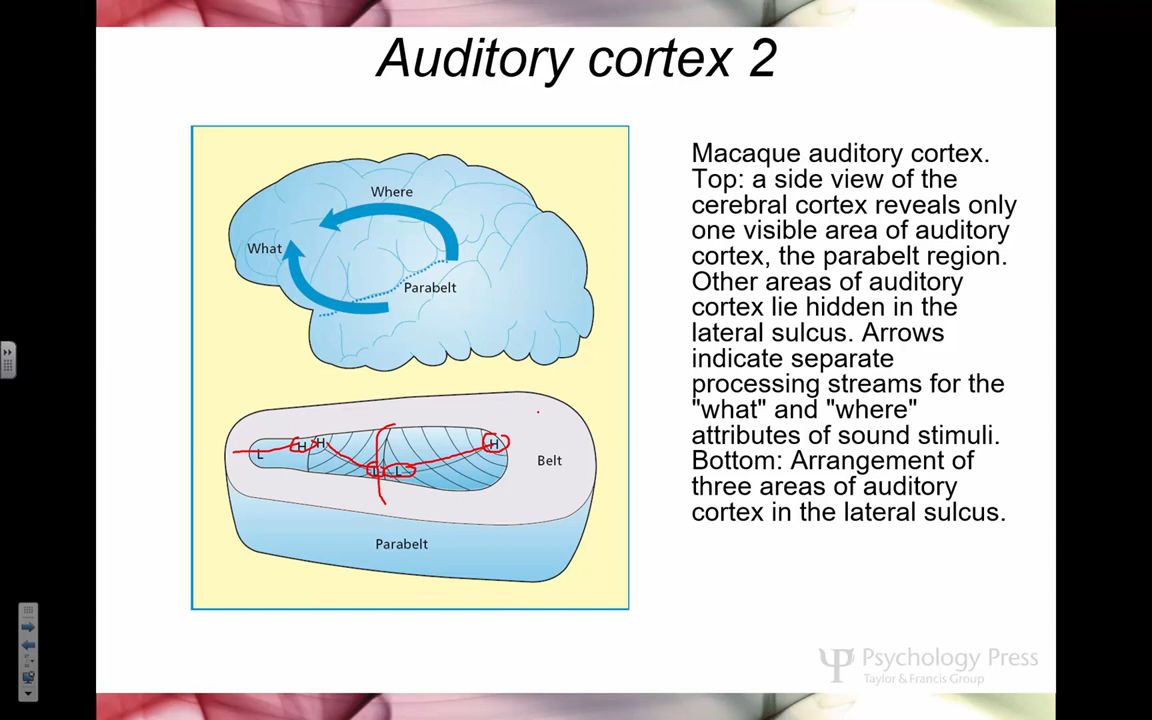 Auditory cortex 2
Where
What
Parabelt
L
H
H
L
L
H
Belt
Parabelt
Macaque auditory cortex.
Top: a side view of the
cerebral cortex reveals only
one visible area of auditory
cortex, the parabelt region.
Other areas of auditory
cortex lie hidden in the
lateral sulcus. Arrows
indicate separate
processing streams for the
"what" and "where"
attributes of sound stimuli.
Bottom: Arrangement of
three areas of auditory
cortex in the lateral sulcus.
Psychology Press
Taylor & Francis Group